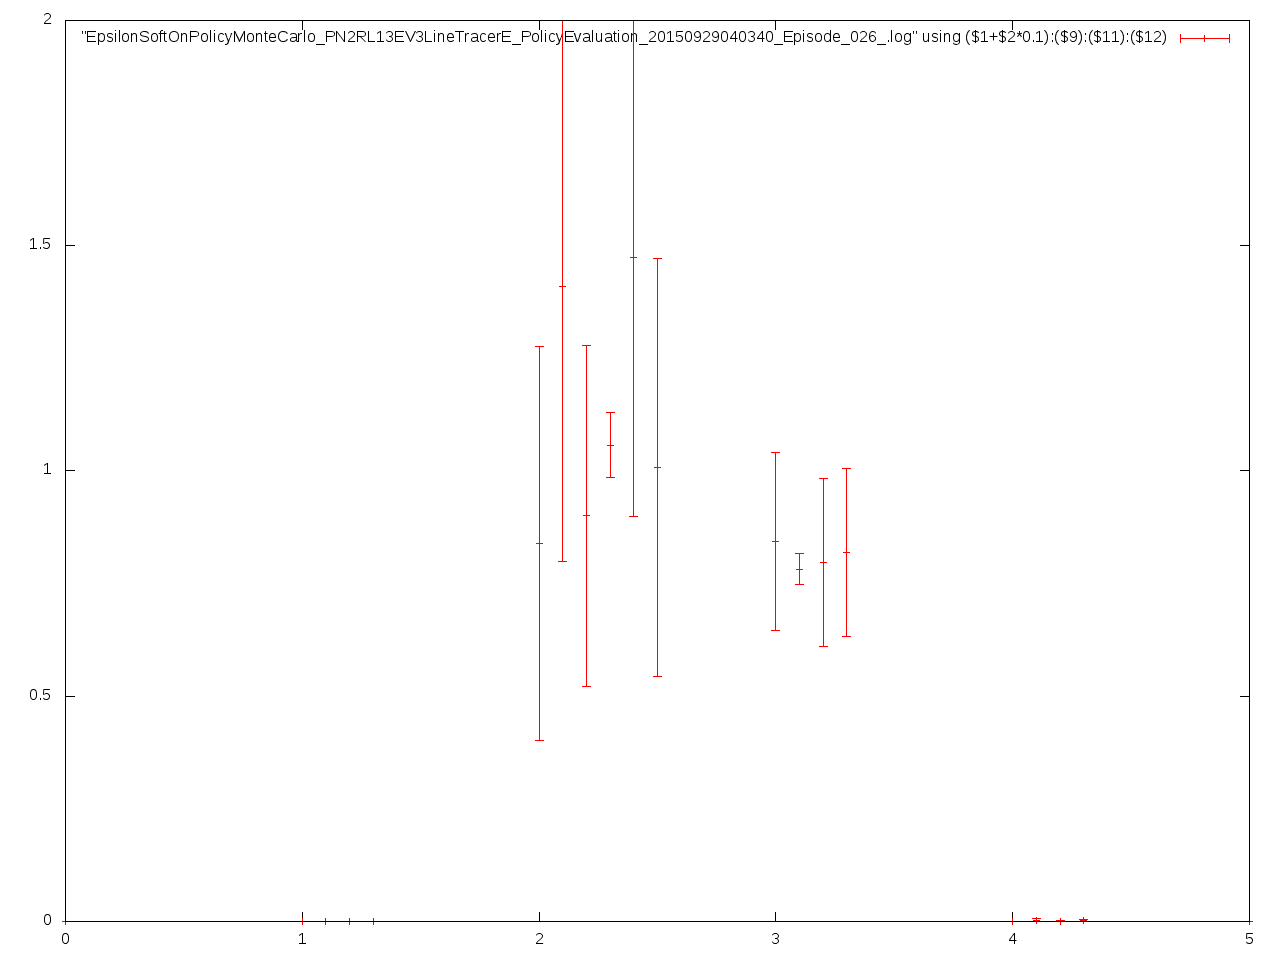 2
"EpsilonSoftOnPolicyMonteCarlo_PN2RL13EV3LineTracerE_PolicyEvaluation_20150929040340_Episode_026_.log" using ($1+$2*0.1):($9):($11):($12)
1.5
1
0.5
0
0 1 2 3 4 5